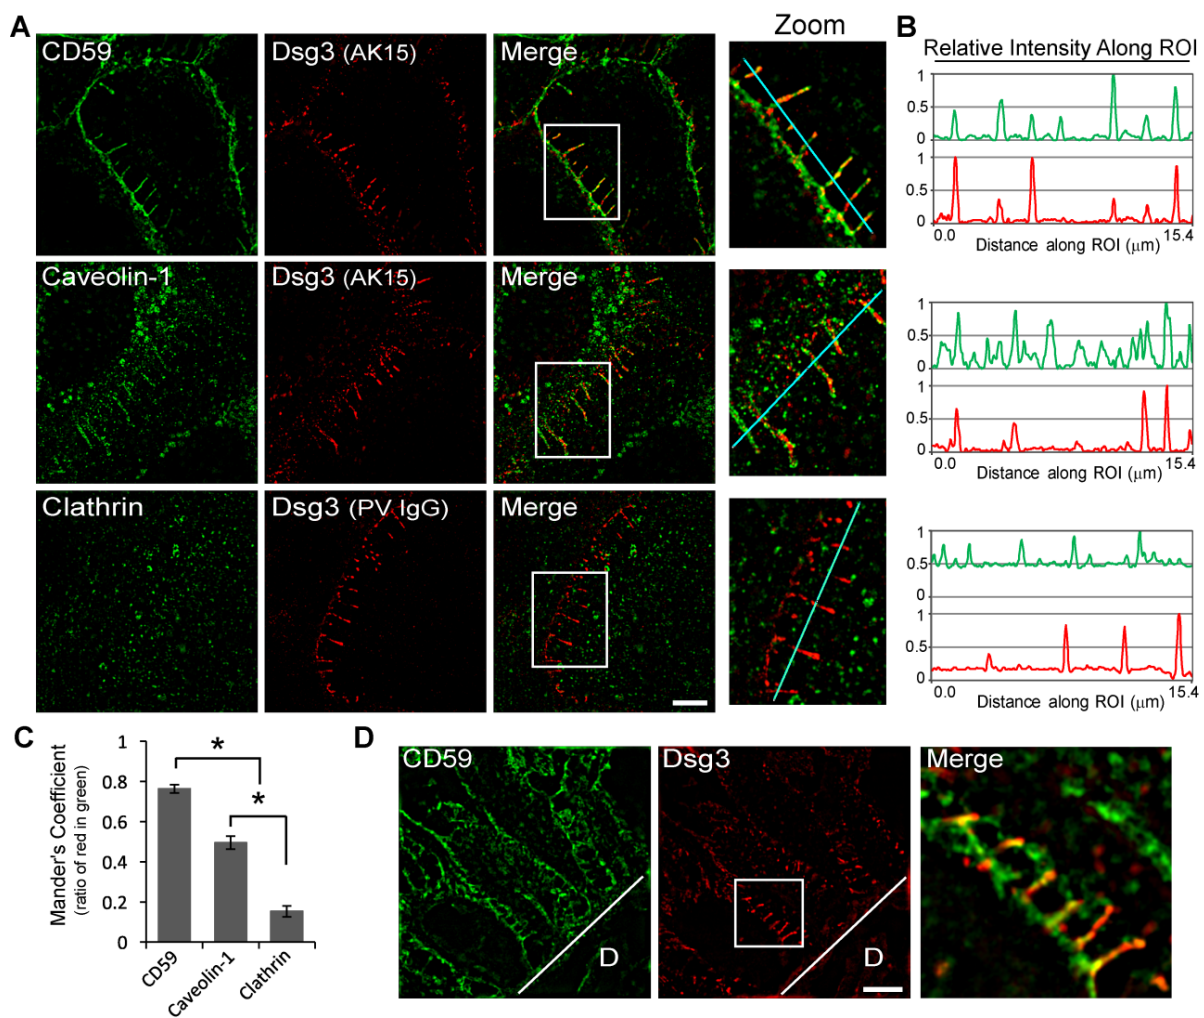 A
CD59
Dsg3 (AK15)
Merge
Zoom
B
Relative Intensity Along ROI
1
0.5
0
1
0.5
0
0.0
15.4
Distance along ROI (μm)
Caveolin-1
Dsg3 (AK15)
Merge
1
0.5
0
1
0.5
0
0.0
15.4
Distance along ROI (μm)
Clathrin
Dsg3 (PV IgG)
Merge
1
0.5
0
1
0.5
0
0.0
15.4
Distance along ROI (μm)
C
Mander's Coefficient
(ratio of red in green)
1
0.8
0.6
0.4
0.2
0
*
*
CD59
Caveolin-1
Clathrin
D
CD59
D
Dsg3
D
Merge